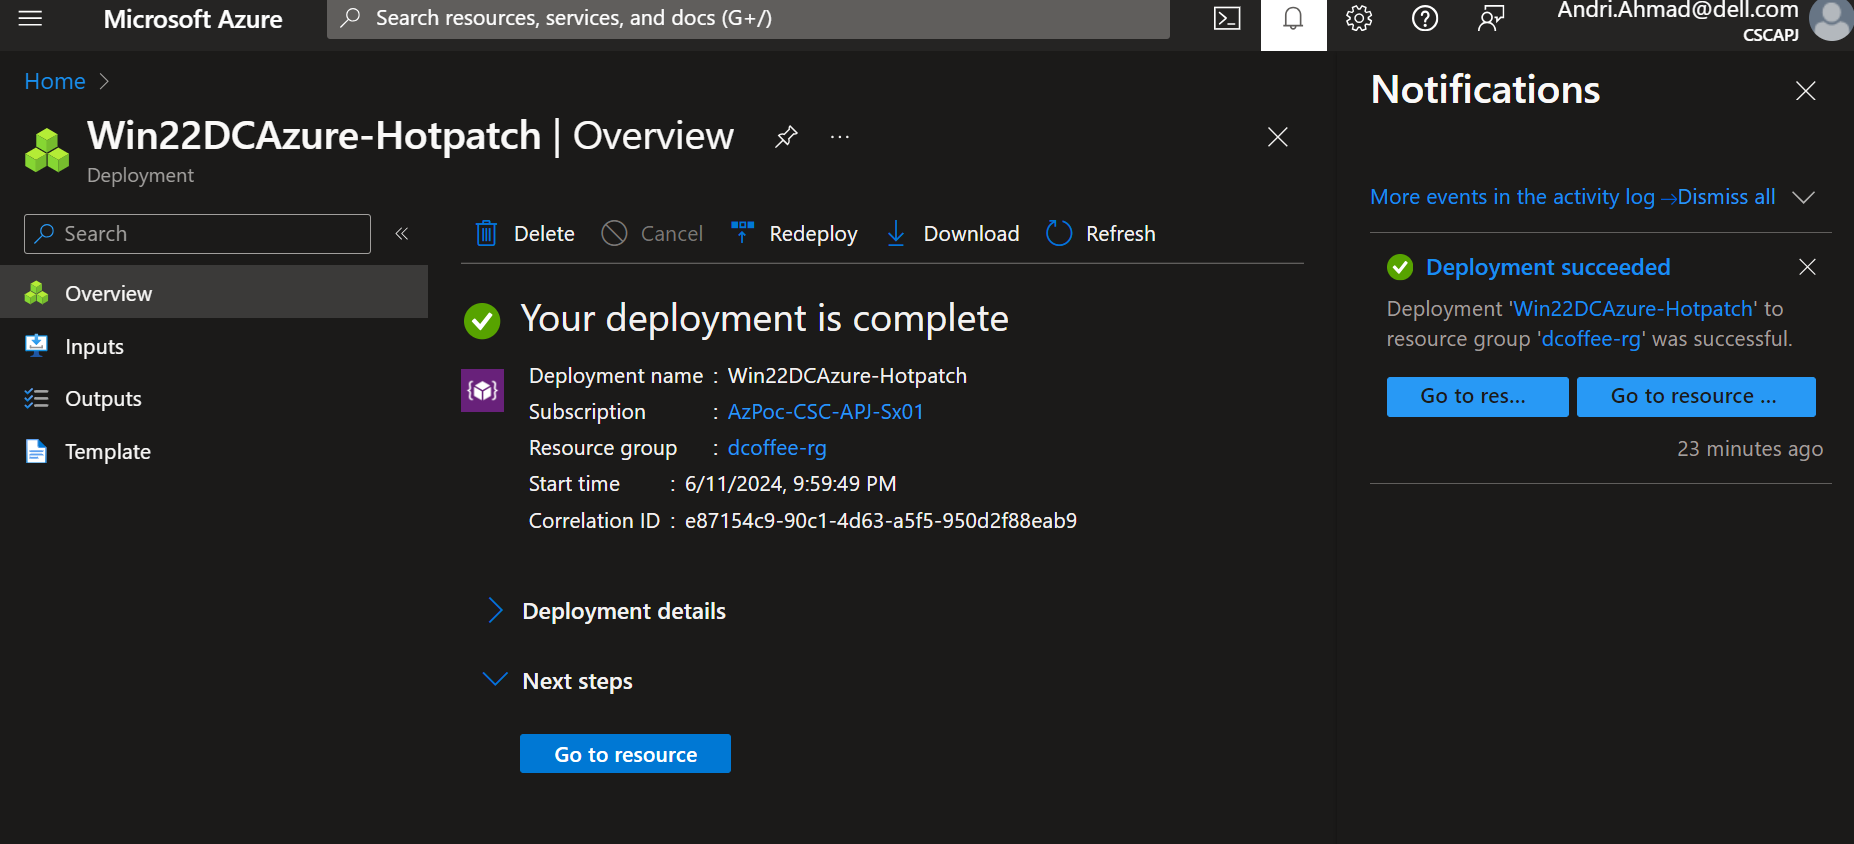 Microsoft Azure
Search resources, services, and docs (G+/)
Andri.Ahmad@dell.com
CSCAPJ
Home
Win22DCAzure-Hotpatch | Overview
Deployment
Search
Overview
Inputs
Outputs
Template
Delete
Cancel
Redeploy
Download
Refresh
Your deployment is complete
Deployment name : Win22DCAzure-Hotpatch
Subscription : AzPoc-CSC-APJ-Sx01
Resource group : dcoffee-rg
Start time : 6/11/2024, 9:59:49 PM
Correlation ID : e87154c9-90c1-4d63-a5f5-950d2f88eab9
Deployment details
Next steps
Go to resource
Notifications
More events in the activity log →Dismiss all
Deployment succeeded
Deployment 'Win22DCAzure-Hotpatch' to
resource group 'dcoffee-rg' was successful.
Go to res...
Go to resource ...
23 minutes ago